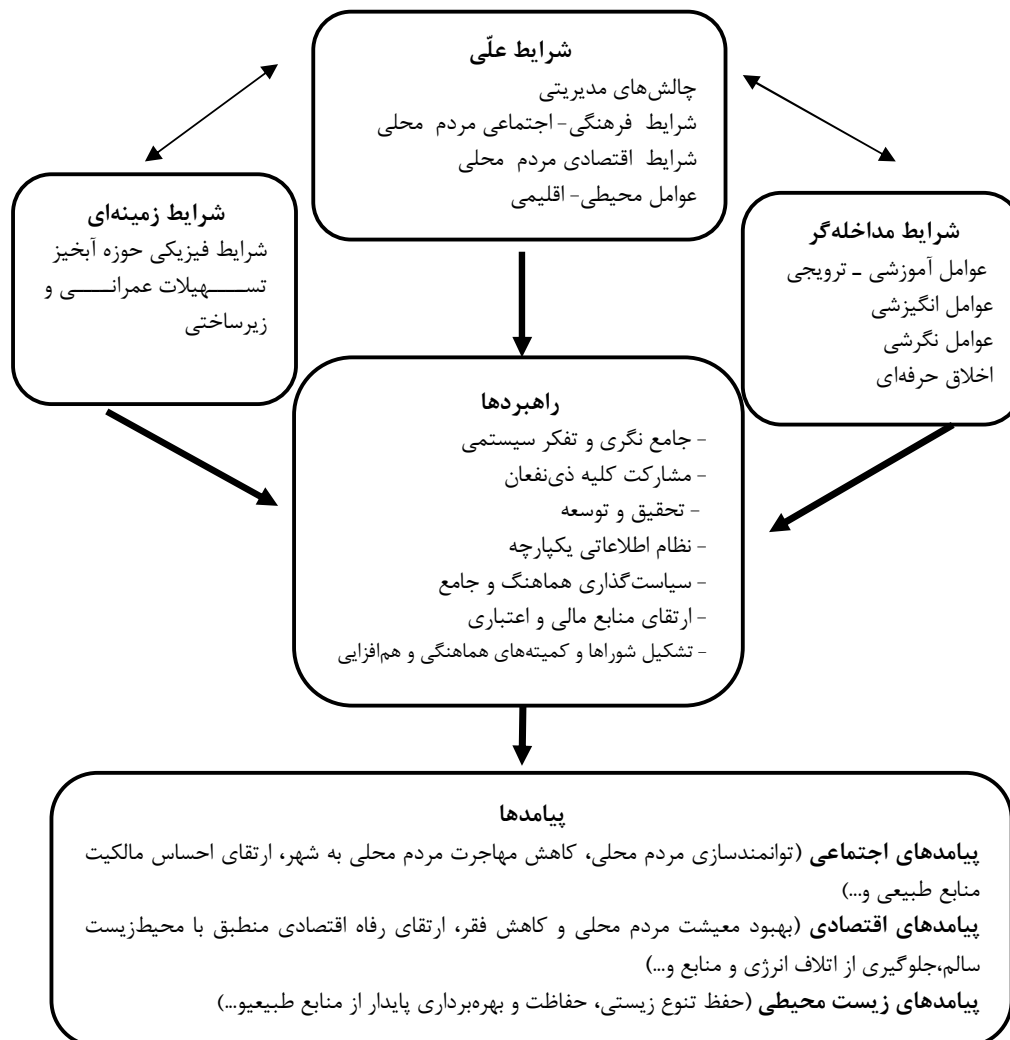 شرایط علّی
چالش‌های مدیریتی
شرایط فرهنگی- اجتماعی مردم محلی
شرایط اقتصادی مردم محلی
عوامل محیطی- اقلیمی
شرایط مداخله‌گر
عوامل آموزشی ـ ترویجی
عوامل انگیزشی
عوامل نگرشی
اخلاق حرفه‌ای
شرایط زمینه‌ای
شرایط فیزیکی حوزه آبخیز
تســـــهیلات عمرانـــــی و
زیرساختی
راهبردها
- جامع نگری و تفکر سیستمی
- مشارکت کلیه ذی‌نفعان
- تحقیق و توسعه
- نظام اطلاعاتی یکپارچه
- سیاست‌گذاری هماهنگ و جامع
- ارتقای منابع مالی و اعتباری
- تشکیل شوراها و کمیته‌های هماهنگی و هم‌افزایی
پیامدها
پیامدهای اجتماعی (توانمندسازی مردم محلی، کاهش مهاجرت مردم محلی به شهر، ارتقای احساس مالکیت
منابع طبیعی و...)
پیامدهای اقتصادی (بهبود معیشت مردم محلی و کاهش فقر، ارتقای رفاه اقتصادی منطبق با محیط‌زیست
سالم،جلوگیری از اتلاف انرژی و منابع و...)
پیامدهای زیست محیطی (حفظ تنوع زیستی، حفاظت و بهره‌برداری پایدار از منابع طبیعیو...)